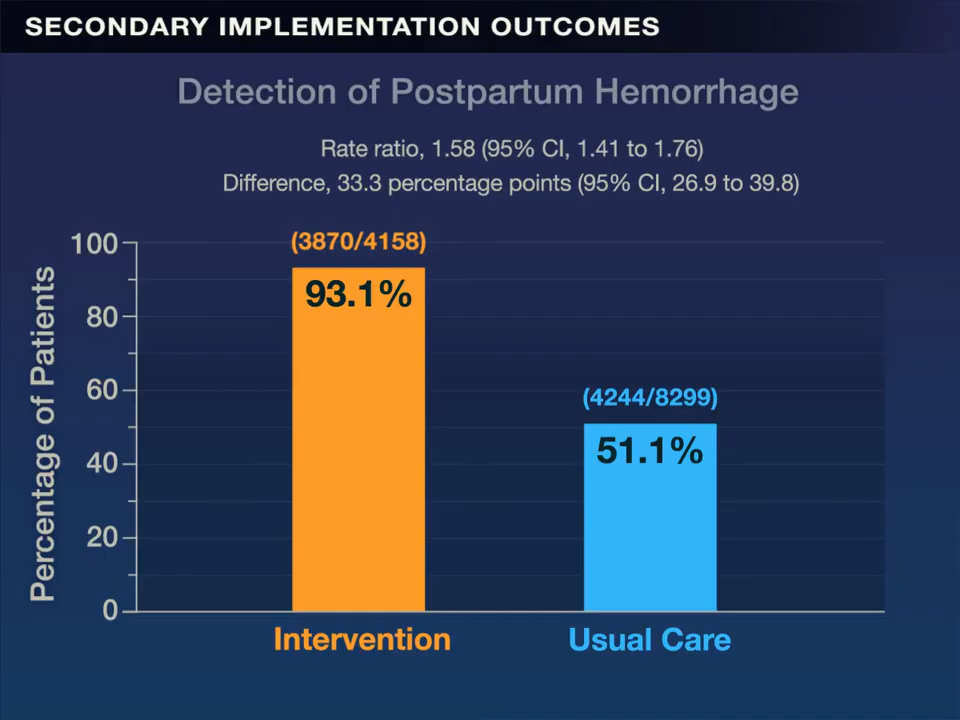 SECONDARY IMPLEMENTATION OUTCOMES
Detection of Postpartum Hemorrhage
Rate ratio, 1.58 (95% CI, 1.41 to 1.76)
Difference, 33.3 percentage points (95% CI, 26.9 to 39.8)
Percentage of Patients
100
80
60
40
20
0
(3870/4158)
93.1%
(4244/8299)
51.1%
Intervention
Usual Care